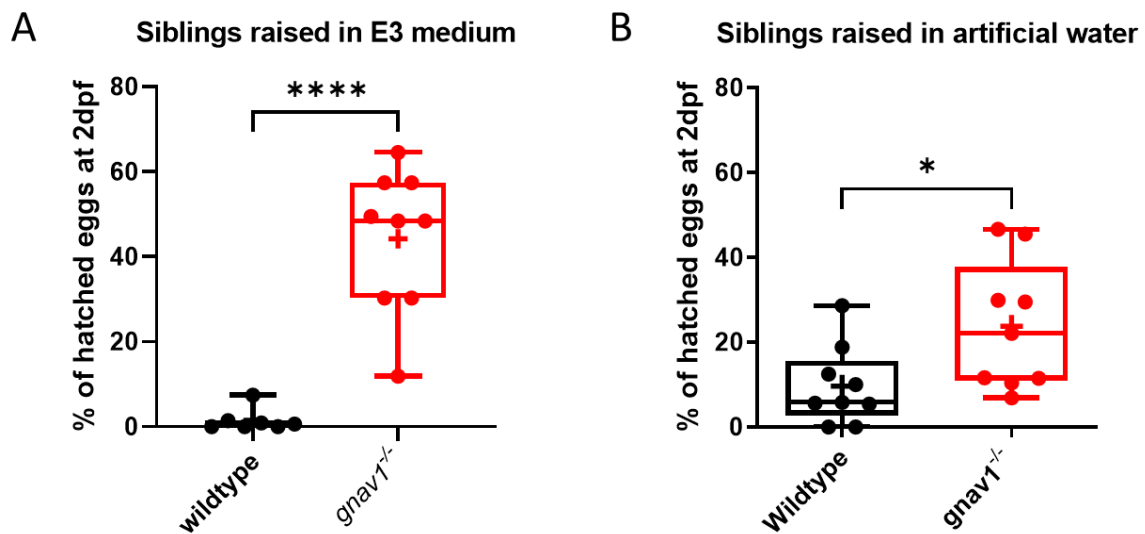 A
Siblings raised in E3 medium
% of hatched eggs at 2dpf
80
60
40
20
0
****
wildtype
gnav1-/-
B
Siblings raised in artificial water
% of hatched eggs at 2dpf
80
60
40
20
0
*
Wildtype
gnav1-/-